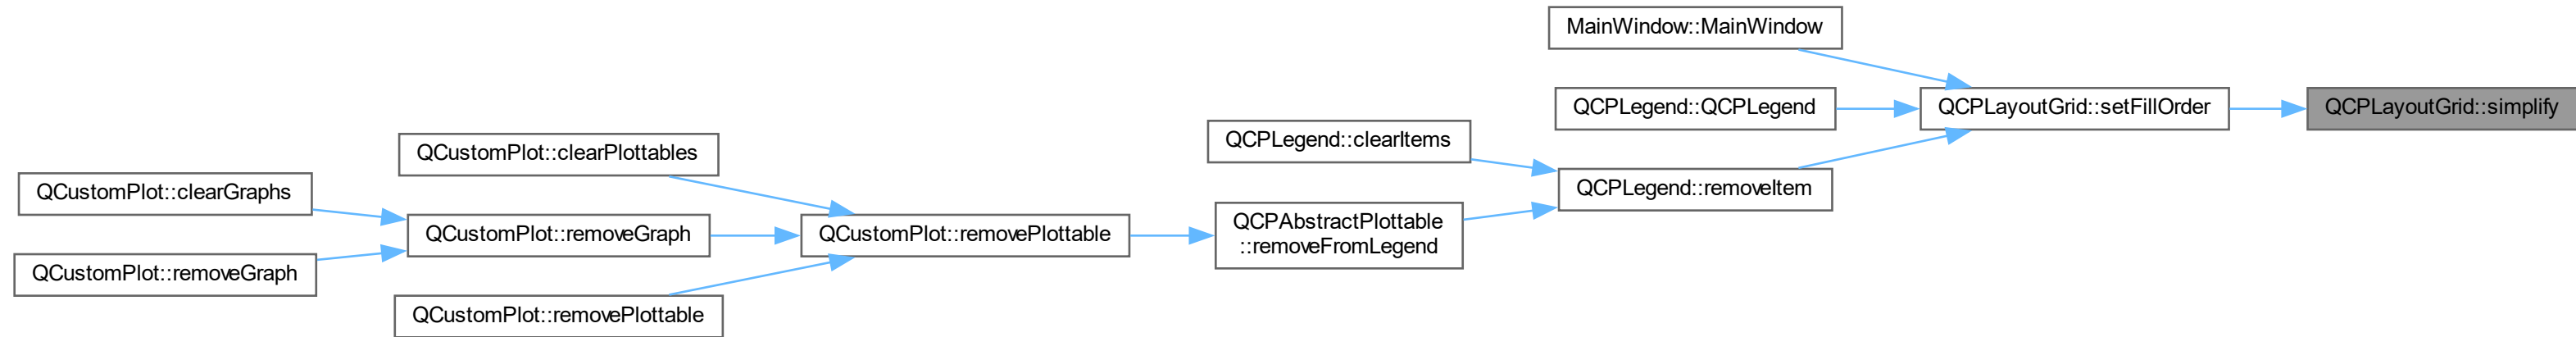 MainWindow::MainWindow
QCPLegend::QCPLegend
QCPLayoutGrid::setFillOrder
QCPLayoutGrid::simplify
QCPLegend::clearItems
QCustomPlot::clearPlottables
QCPLegend::removeItem
QCustomPlot::clearGraphs
QCPAbstractPlottable
::removeFromLegend
QCustomPlot::removeGraph
QCustomPlot::removePlottable
QCustomPlot::removeGraph
QCustomPlot::removePlottable